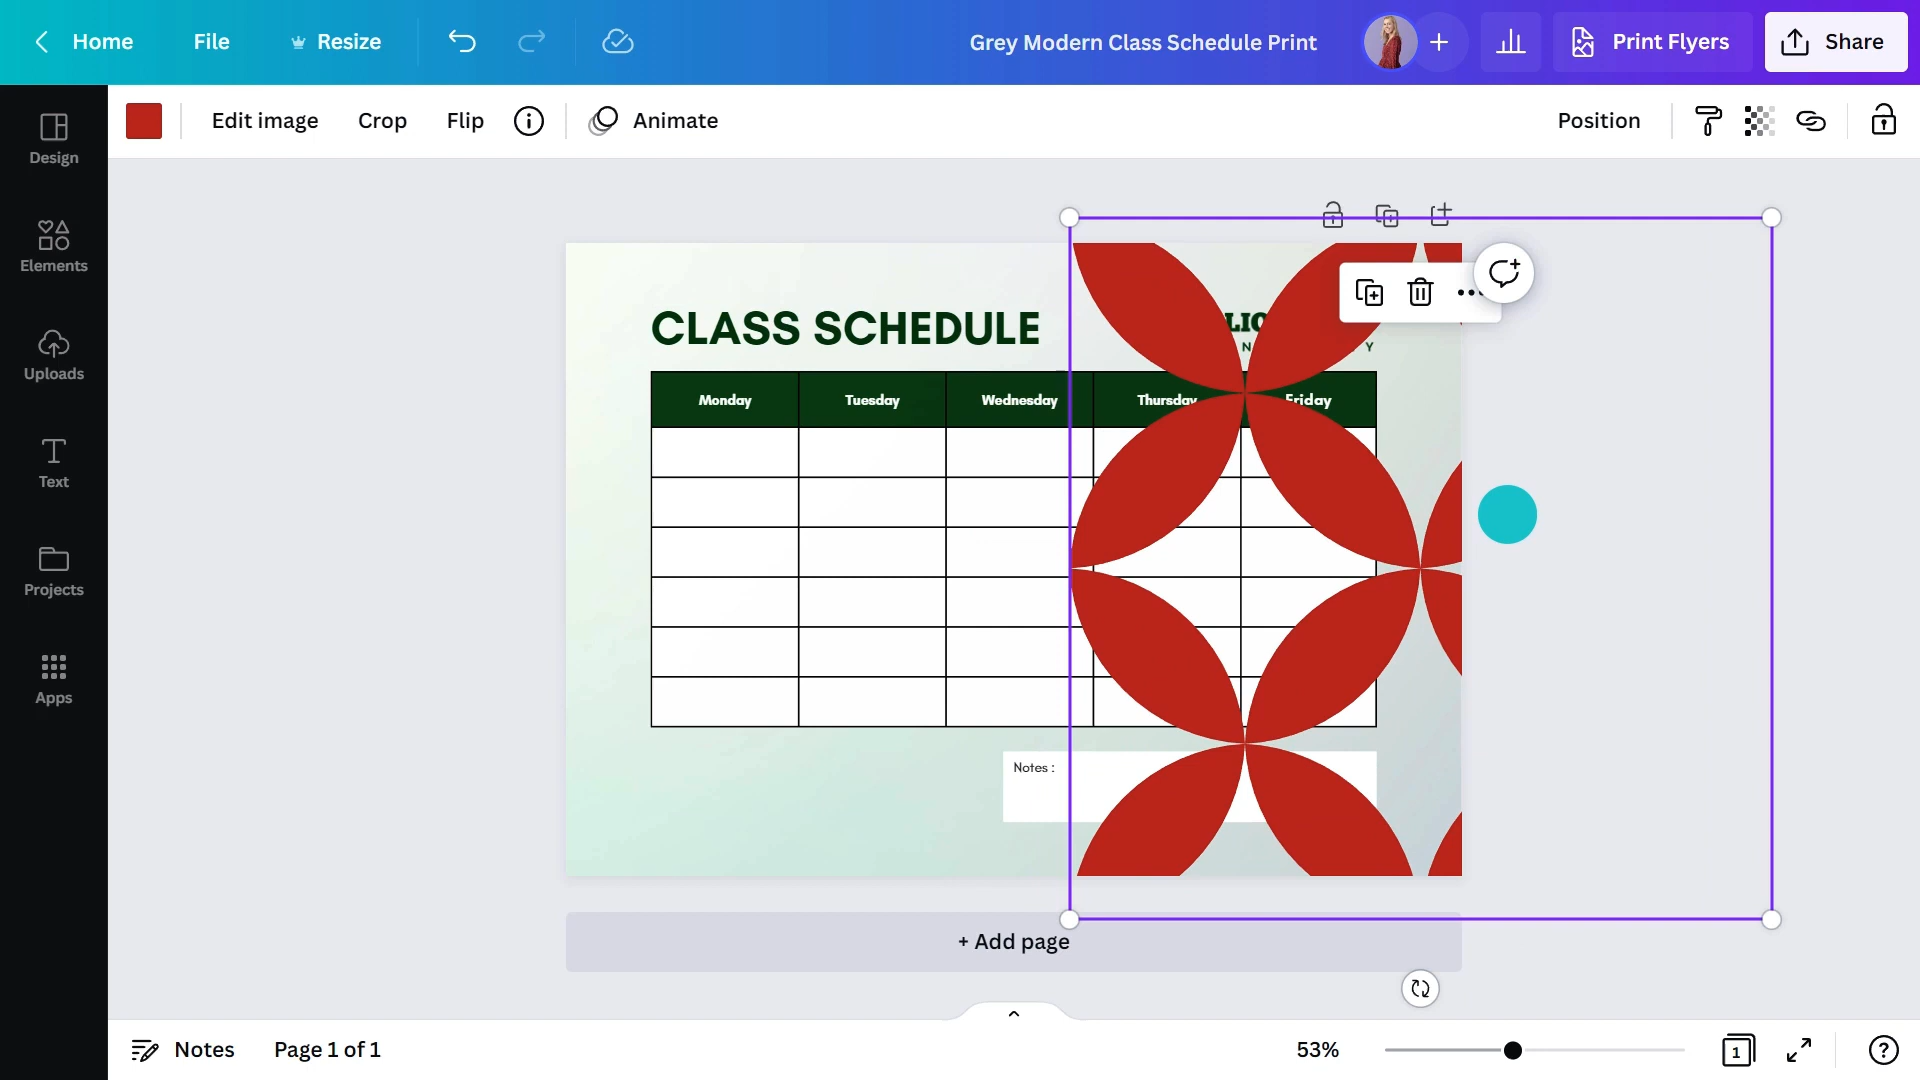 Home
File
Resize
Grey Modern Class Schedule Print
Print Flyers
Share
Edit image
Crop
Flip
Animate
Position
Design
Elements
Uploads
Text
Projects
Apps
CLASS SCHEDULE
Monday
Tuesday
Wednesday
Thursday
Friday
Notes :
+ Add page
Notes
Page 1 of 1
53%
1